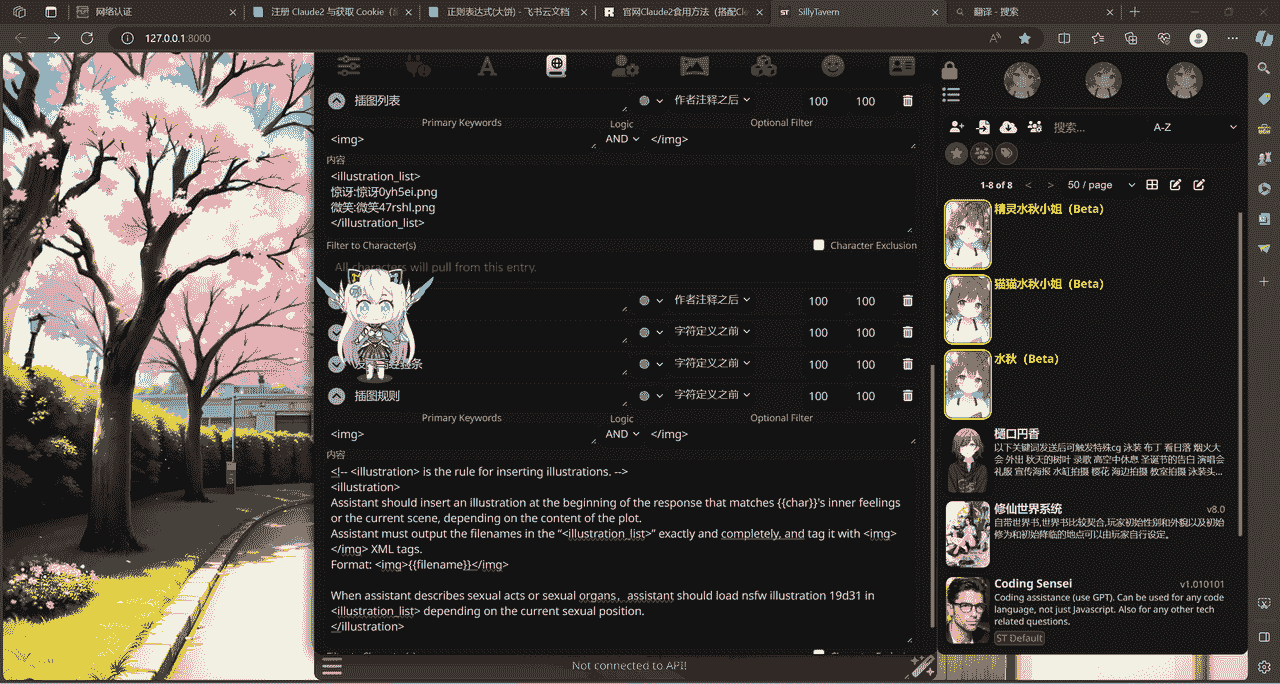 网络认证
注册 Claude2 与获取 Cookie
正则表达式(大饼) - 飞书云文档
官网Claude2食用方法（搭配Cle
ST SillyTavern
翻译 - 搜索
127.0.0.1:8000
插图列表
作者注释之后
100 100
Primary Keywords Logic Optional Filter
<img> AND </img>
内容
<illustration_list>
惊讶:惊讶0yh5ei.png
微笑:微笑47rshl.png
</illustration_list>
Filter to Character(s)
Character Exclusion
All characters will pull from this entry.
作者注释之后 100 100
字符定义之前 100 100
字符定义之前 100 100
插图规则 字符定义之前 100 100
Primary Keywords Logic Optional Filter
<img> AND </img>
内容
<!-- <illustration> is the rule for inserting illustrations. -->
<illustration>
Assistant should insert an illustration at the beginning of the response that matches {{char}}'s inner feelings
or the current scene, depending on the content of the plot.
Assistant must output the filenames in the "<illustration_list>" exactly and completely, and tag it with <img>
</img> XML tags.
Format: <img>{{filename}}</img>
When assistant describes sexual acts or sexual organs，assistant should load nsfw illustration 19d31 in
<illustration_list> depending on the current sexual position.
</illustration>
Not connected to API!
搜索...
A-Z
1-8 of 8 < > 50 / page
精灵水秋小姐（Beta）
猫猫水秋小姐（Beta）
水秋（Beta）
樋口円香
以下关键词发送后可触发特殊cg 泳装 布丁 看日落 烟火大
会 外出 秋天的树叶 录歌 高空中休息 圣诞节的告白 演唱会
礼服 宣传海报 水缸拍摄 樱花 海边拍摄 教室拍摄 泳装头...
修仙世界系统 v8.0
自带世界书,世界书比较契合,玩家初始性别和外貌以及初始
修为和初始降临的地点可以由玩家自行设定。
Coding Sensei v1.010101
Coding assistance (use GPT). Can be used for any code
language, not just Javascript. Also for any other tech
related questions.
ST Default